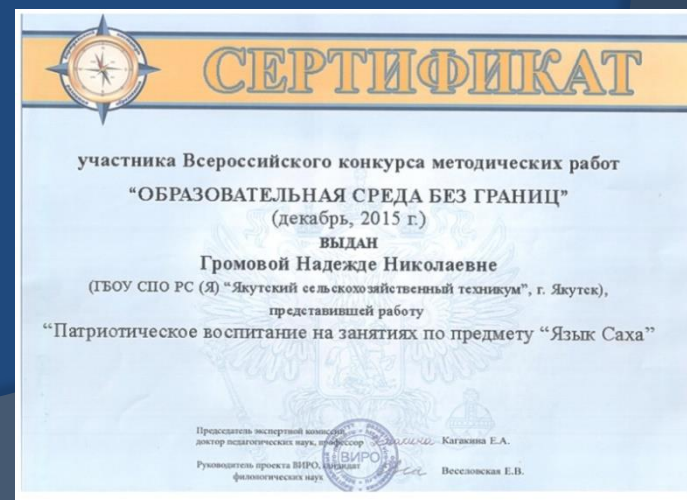 СЕРТИФИКАТ
участника Всероссийского конкурса методических работ
“ОБРАЗОВАТЕЛЬНАЯ СРЕДА БЕЗ ГРАНИЦ”
(декабрь, 2015 г.)
ВЫДАН
Громовой Надежде Николаевне
(ГБОУ СПО РС (Я) “Якутский сельскохозяйственный техникум”, г. Якутск),
представившей работу
“Патриотическое воспитание на занятиях по предмету “Язык Саха”
Председатель экспертной комиссии,
доктор педагогических наук, профессор Кагакина Е.А.
Руководитель проекта ВИРО, кандидат
филологических наук Веселовская Е.В.
ВИРО